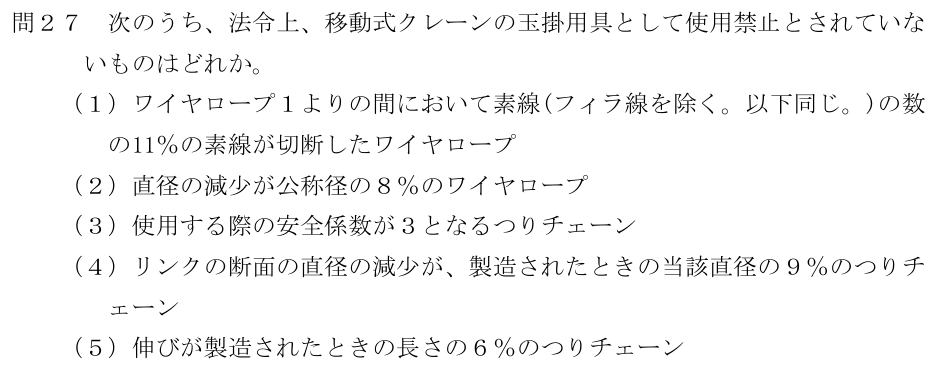 問２７　次のうち、法令上、移動式クレーンの玉掛用具として使用禁止とされていな
いものはどれか。
（１）ワイヤロープ１よりの間において素線（フィラ線を除く。以下同じ。）の数
の11％の素線が切断したワイヤロープ
（２）直径の減少が公称径の８％のワイヤロープ
（３）使用する際の安全係数が３となるつりチェーン
（４）リンクの断面の直径の減少が、製造されたときの当該直径の９％のつりチ
ェーン
（５）伸びが製造されたときの長さの６％のつりチェーン